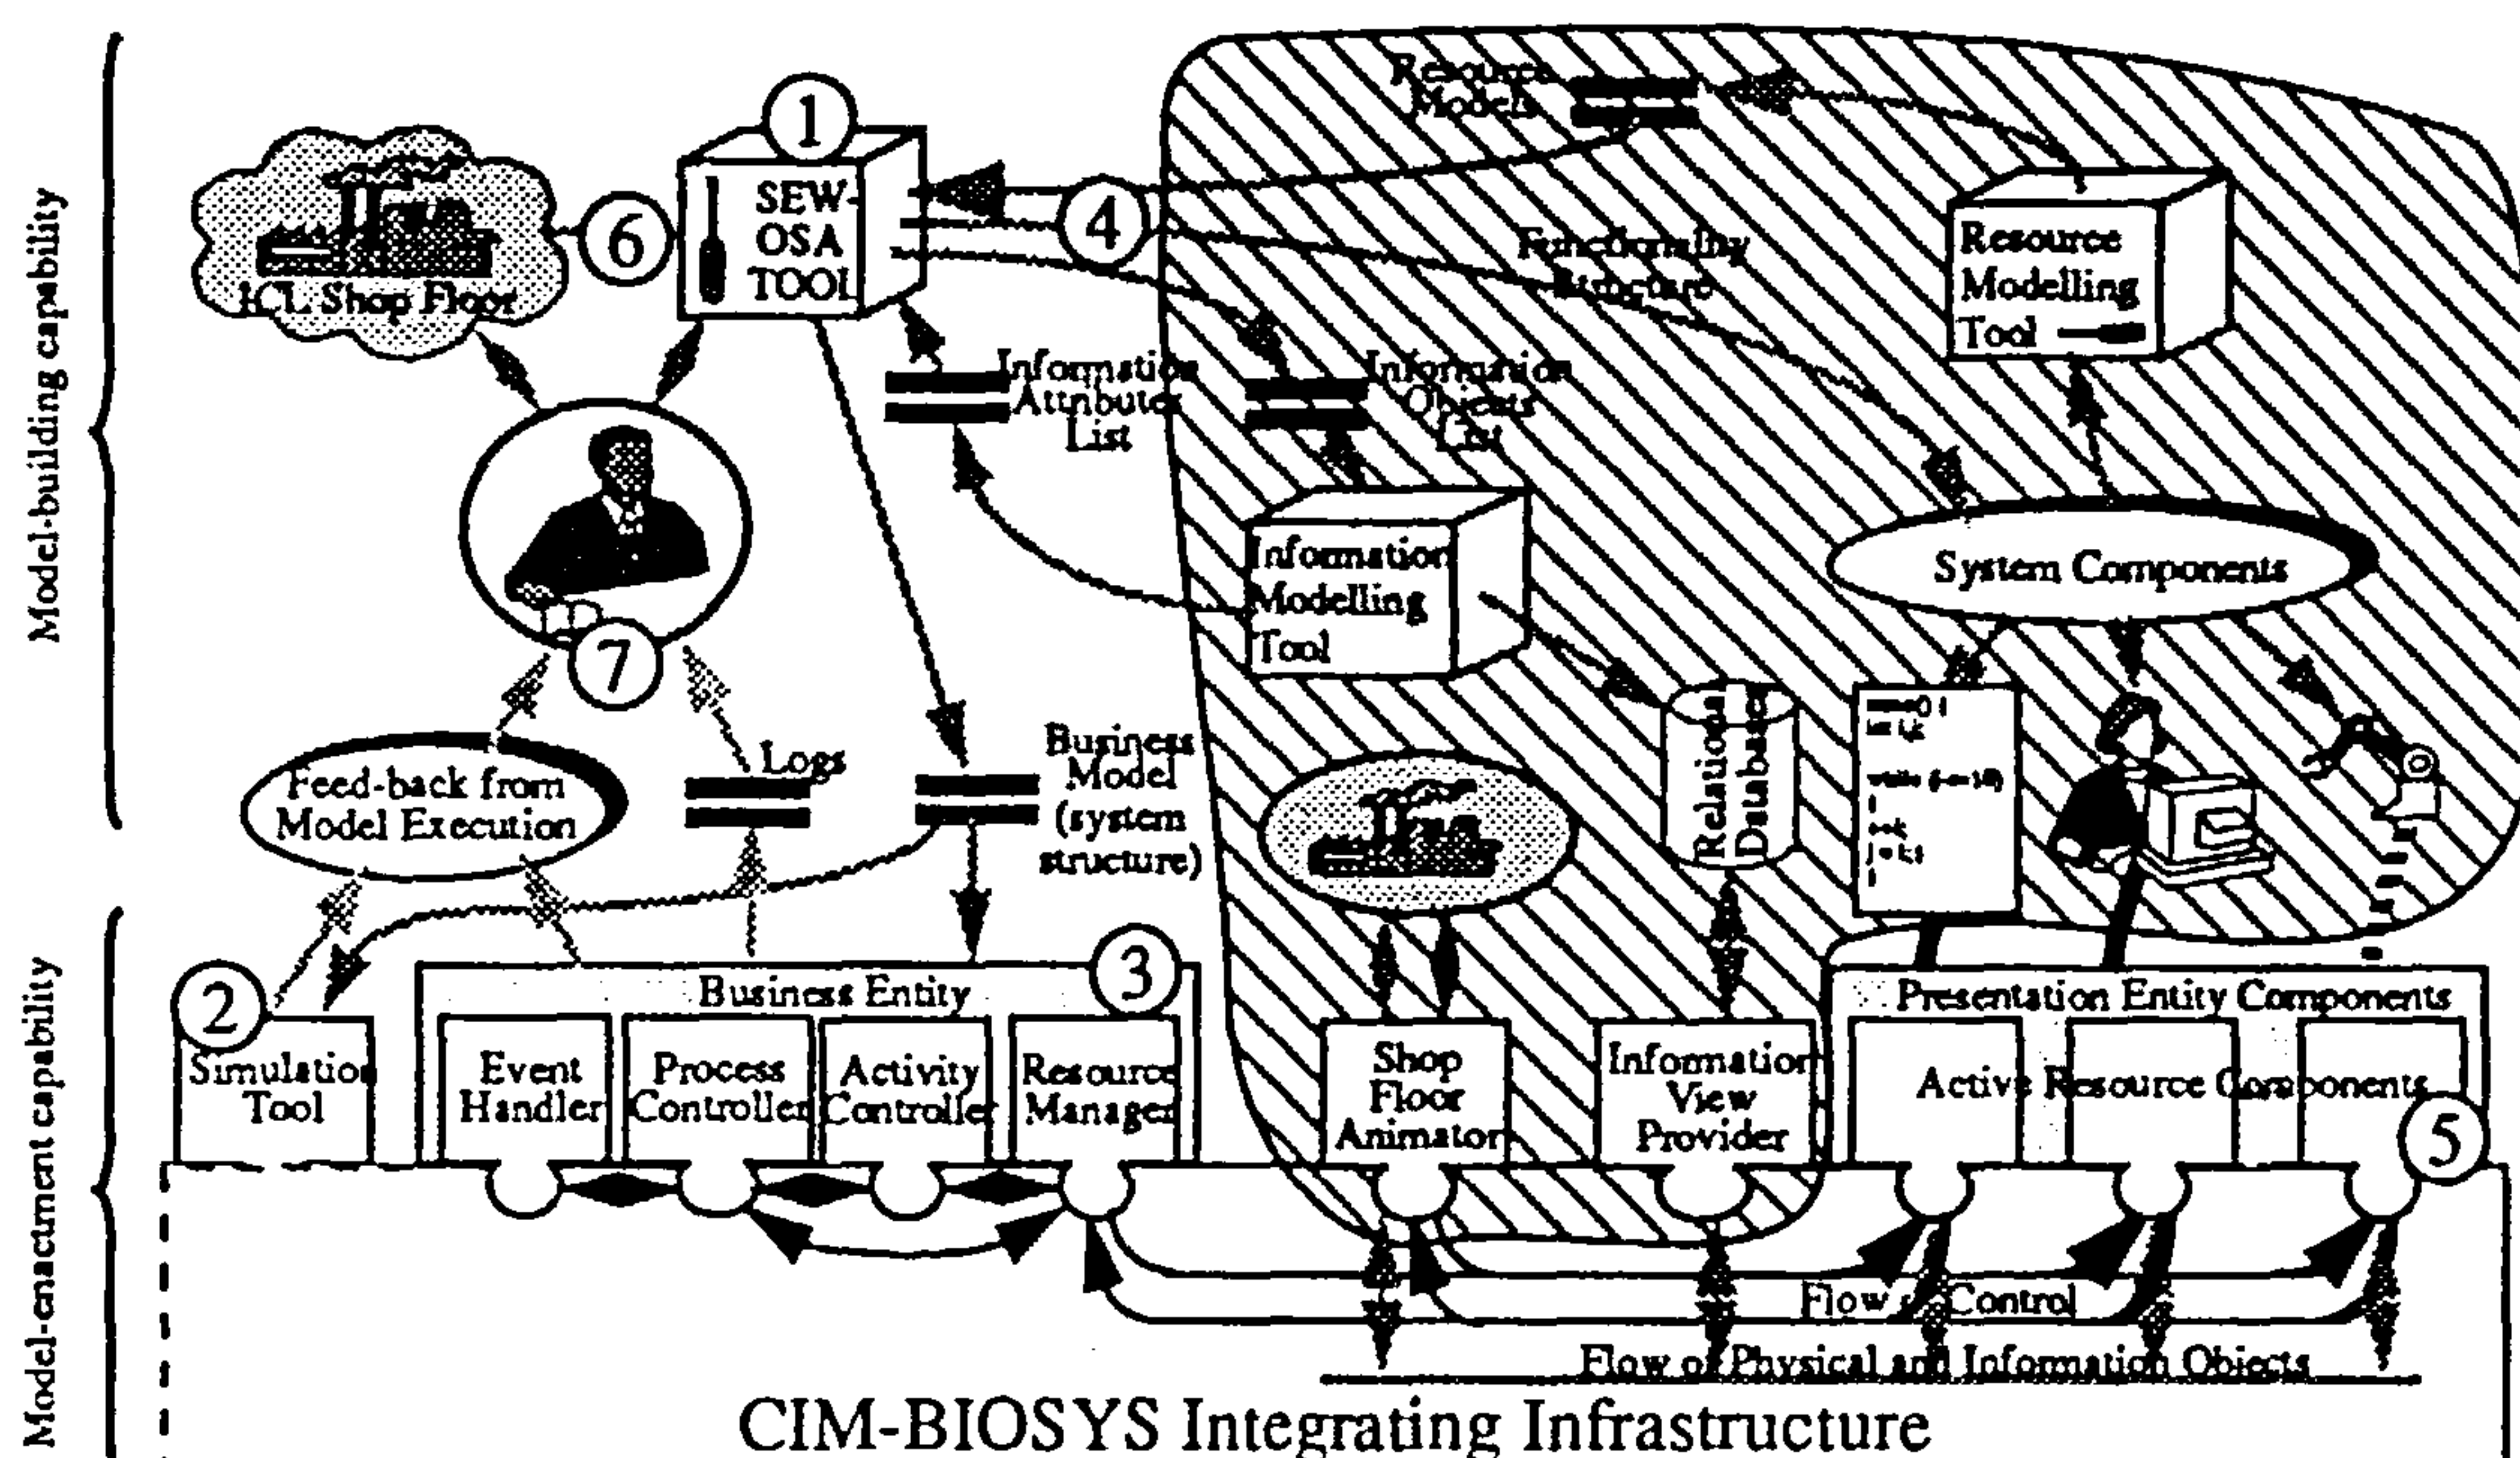 Model-building capability
Model-enactment capability
1
SEW-
OSA
TOOL
6
Shop Floor
4
Resource
Models
Functionality
Structure
Resource
Modelling
Tool
Information
Attributes
List
Information
Objects
List
Information
Modelling
Tool
System Components
7
Feed-back from
Model Execution
Logs
Business
Model
(system
structure)
Relational
Database
2
Simulation
Tool
3
Business Entity
Event
Handler
Process
Controller
Activity
Controller
Resource
Manager
Shop
Floor
Animator
Information
View
Provider
Presentation Entity Components
Active Resource Components
5
Flow of Control
Flow of Physical and Information Objects
CIM-BIOSYS Integrating Infrastructure